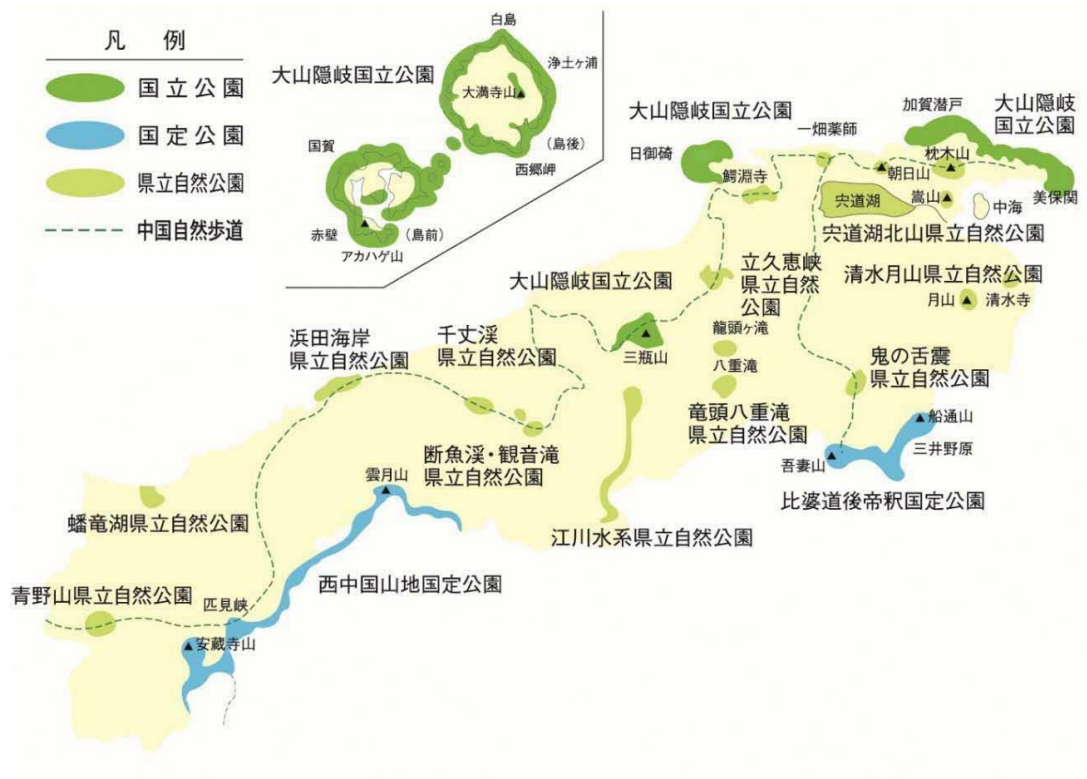 凡 例
国立公園
国定公園
県立自然公園
中国自然歩道
白島
大山隠岐国立公園
浄土ヶ浦
大満寺山
(島後)
西郷岬
国賀
赤壁
(島前)
アカハゲ山
大山隠岐国立公園
日御碕
一畑薬師
加賀潜戸
大山隠岐
国立公園
枕木山
朝日山
鰐淵寺
嵩山
宍道湖
中海
美保関
宍道湖北山県立自然公園
立久恵峡
県立自然
公園
清水月山県立自然公園
月山
清水寺
大山隠岐国立公園
三瓶山
龍頭ヶ滝
八重滝
竜頭八重滝
県立自然公園
鬼の舌震
県立自然公園
船通山
三井野原
吾妻山
比婆道後帝釈国定公園
浜田海岸
県立自然公園
千丈渓
県立自然公園
断魚渓・観音滝
県立自然公園
雲月山
江川水系県立自然公園
蟠竜湖県立自然公園
西中国山地国定公園
青野山県立自然公園
匹見峡
安蔵寺山